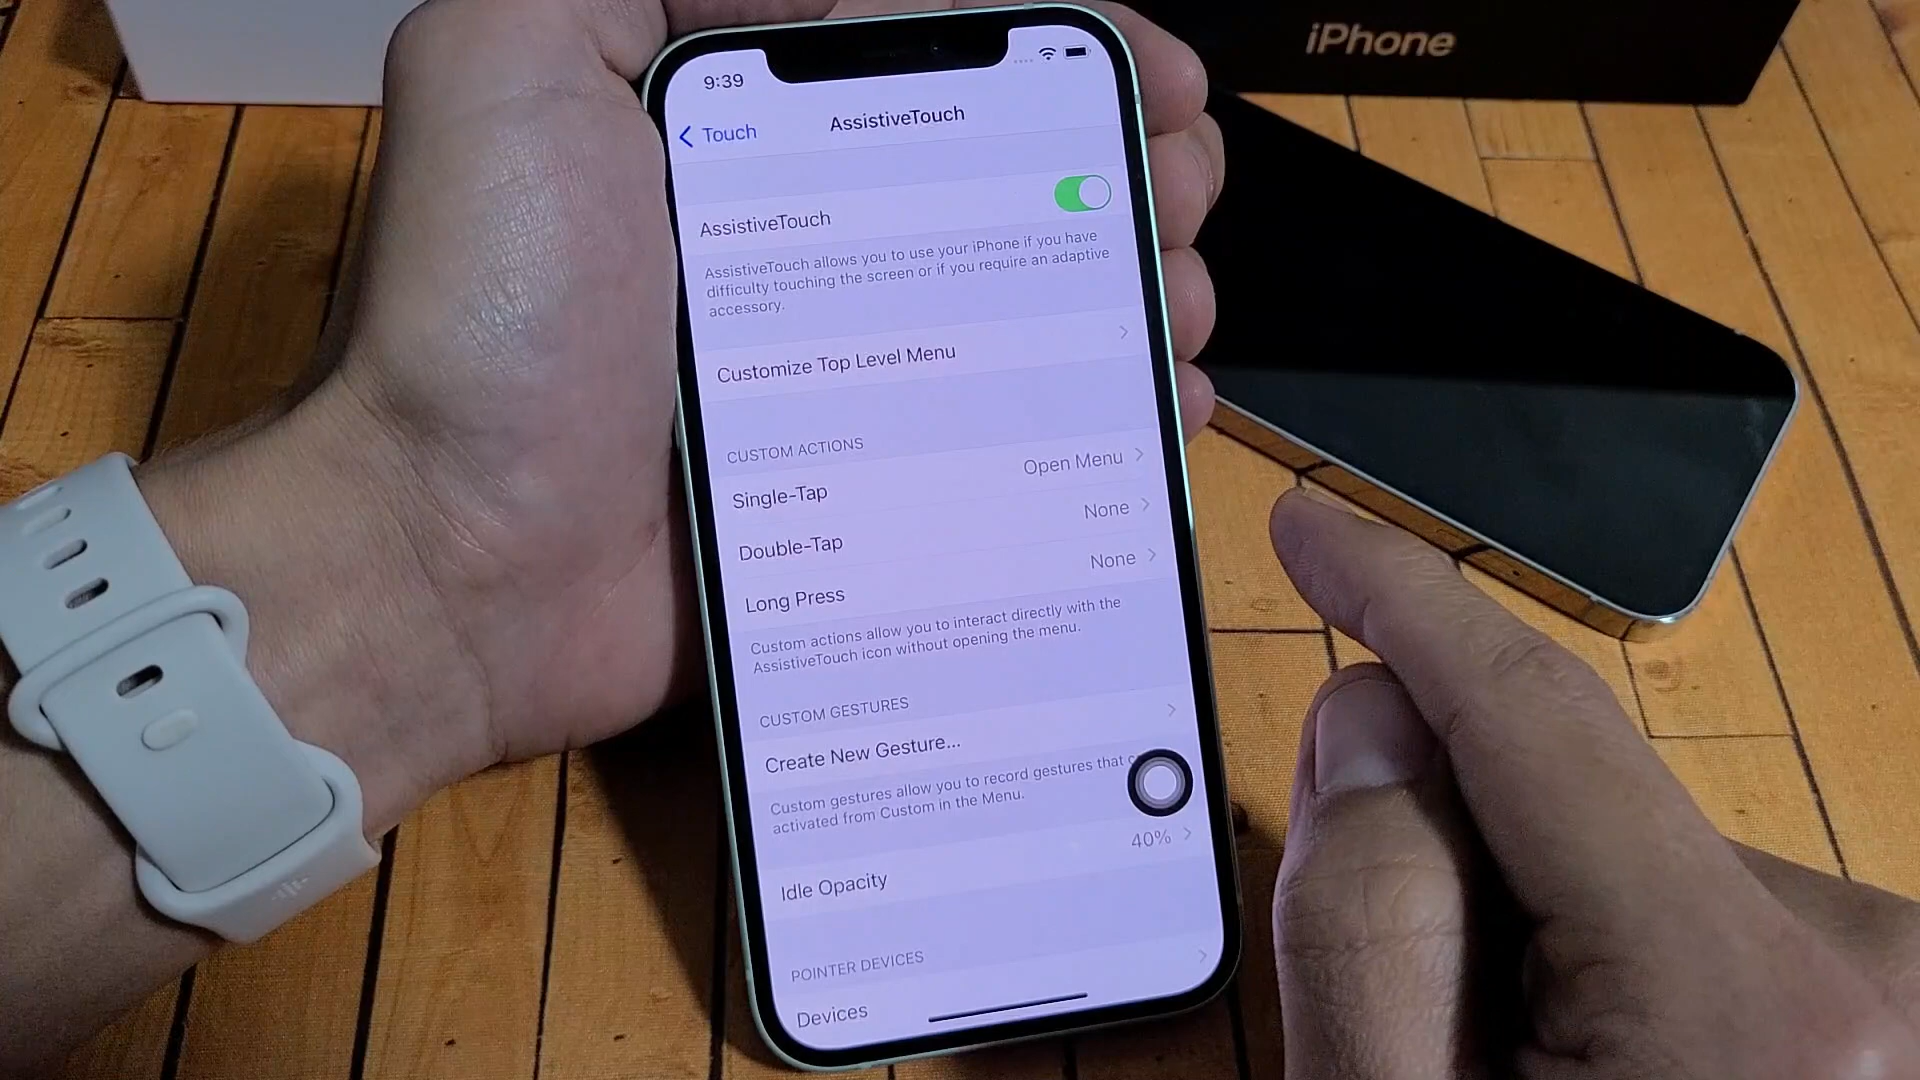 iPhone
9:39
Touch
AssistiveTouch
AssistiveTouch
AssistiveTouch allows you to use your iPhone if you have
difficulty touching the screen or if you require an adaptive
accessory.
Customize Top Level Menu
CUSTOM ACTIONS
Single-Tap Open Menu
Double-Tap None
Long Press None
Custom actions allow you to interact directly with the
AssistiveTouch icon without opening the menu.
CUSTOM GESTURES
Create New Gesture...
Custom gestures allow you to record gestures that
activated from Custom in the Menu.
Idle Opacity 40%
POINTER DEVICES
Devices